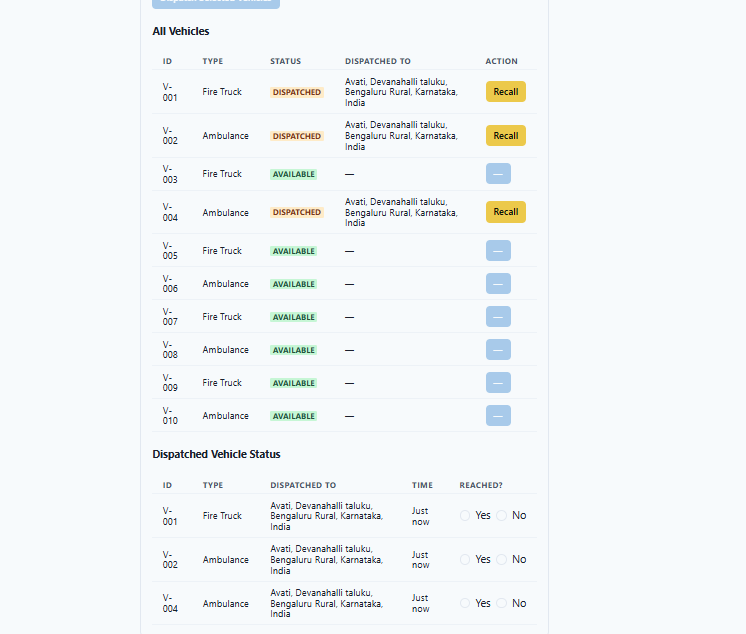 All Vehicles
ID TYPE STATUS DISPATCHED TO ACTION
V-001 Fire Truck DISPATCHED Avati, Devanahalli taluku, Bengaluru Rural, Karnataka, India Recall
V-002 Ambulance DISPATCHED Avati, Devanahalli taluku, Bengaluru Rural, Karnataka, India Recall
V-003 Fire Truck AVAILABLE — —
V-004 Ambulance DISPATCHED Avati, Devanahalli taluku, Bengaluru Rural, Karnataka, India Recall
V-005 Fire Truck AVAILABLE — —
V-006 Ambulance AVAILABLE — —
V-007 Fire Truck AVAILABLE — —
V-008 Ambulance AVAILABLE — —
V-009 Fire Truck AVAILABLE — —
V-010 Ambulance AVAILABLE — —
Dispatched Vehicle Status
ID TYPE DISPATCHED TO TIME REACHED?
V-001 Fire Truck Avati, Devanahalli taluku, Bengaluru Rural, Karnataka, India Just now Yes No
V-002 Ambulance Avati, Devanahalli taluku, Bengaluru Rural, Karnataka, India Just now Yes No
V-004 Ambulance Avati, Devanahalli taluku, Bengaluru Rural, Karnataka, India Just now Yes No